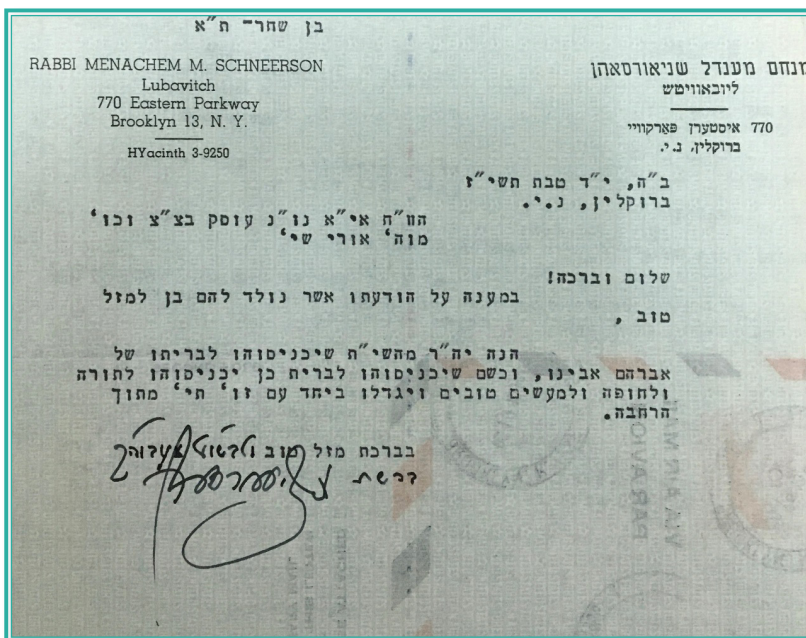 בן שחר- ת"א
RABBI MENACHEM M. SCHNEERSON
Lubavitch
770 Eastern Parkway
Brooklyn 13, N. Y.
HYacinth 3-9250
מנחם מענדל שניאורסאהן
ליובאוויטש
770 איסטערן פארקוויי
ברוקלין, נ.י.
ב"ה, י"ד טבת תשי"ז
ברוקלין, נ.י.
הוו"ח אי"א נו"נ עוסק בצ"צ וכו'
מוה' אורי שי'
שלום וברכה!
במענה על הודעתו אשר נולד להם בן למזל
טוב,
הנה יה"ר מהשי"ת שיכניסוהו לבריתו של
אברהם אבינו, וכשם שיכניסוהו לברית כן יכניסוהו לתורה
ולחופה ולמעשים טובים ויגדלו ביחד עם זו' תי' מתוך
הרחבה.
בברכת מזל טוב
PARAVION